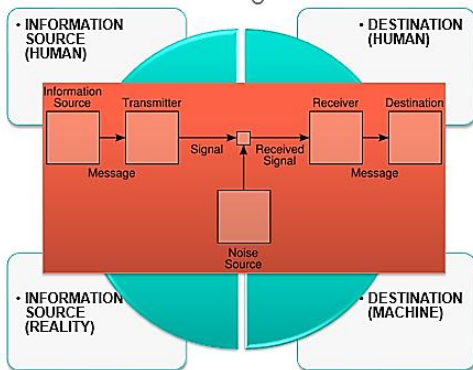 • INFORMATION
SOURCE
(HUMAN)
• DESTINATION
(HUMAN)
Information
Source
Transmitter
Receiver
Destination
Signal
Received
Signal
Message
Message
Noise
Source
• INFORMATION
SOURCE
(REALITY)
• DESTINATION
(MACHINE)